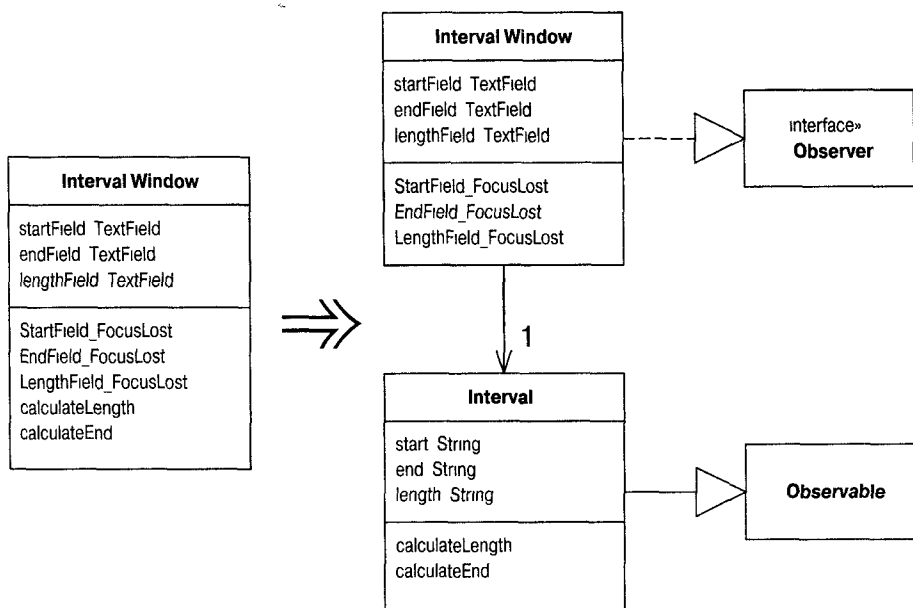 Interval Window
startField TextField
endField TextField
lengthField TextField
StartField_FocusLost
EndField_FocusLost
LengthField_FocusLost
calculateLength
calculateEnd
Interval Window
startField TextField
endField TextField
lengthField TextField
StartField_FocusLost
EndField_FocusLost
LengthField_FocusLost
interface»
Observer
1
Interval
start String
end String
length String
calculateLength
calculateEnd
Observable